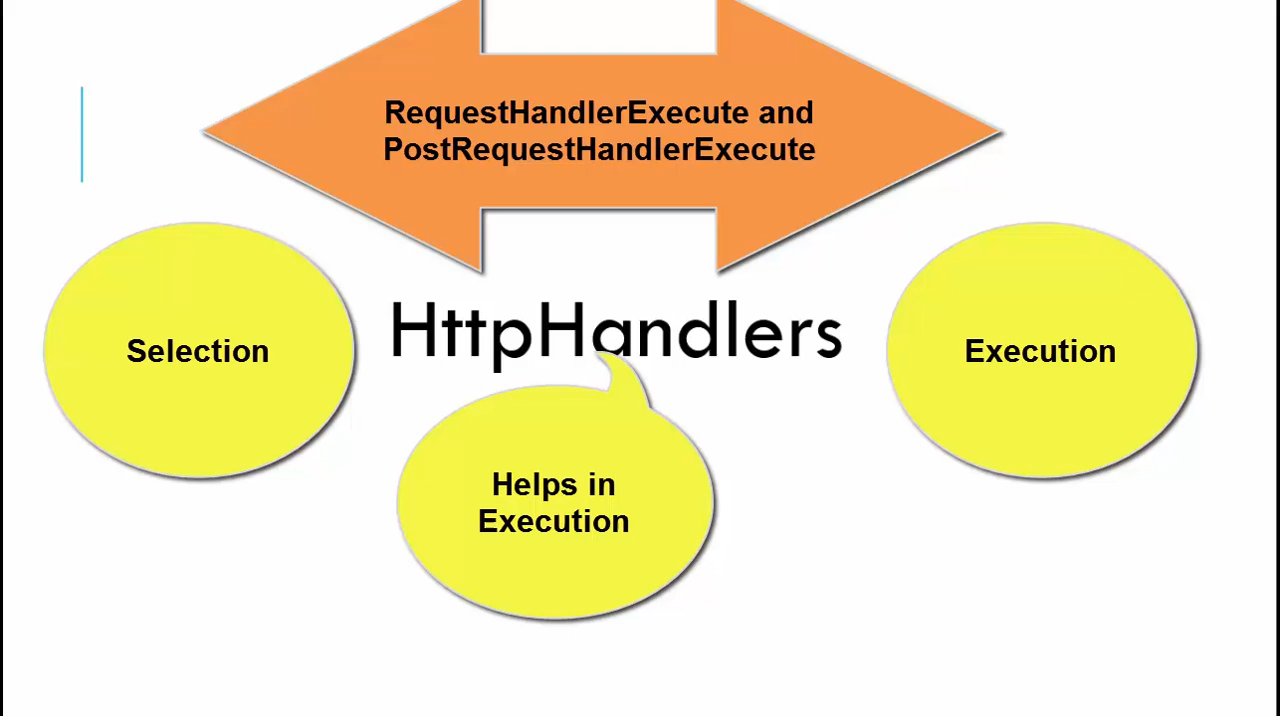 RequestHandlerExecute and
PostRequestHandlerExecute
HttpHandlers
Selection
Execution
Helps in
Execution